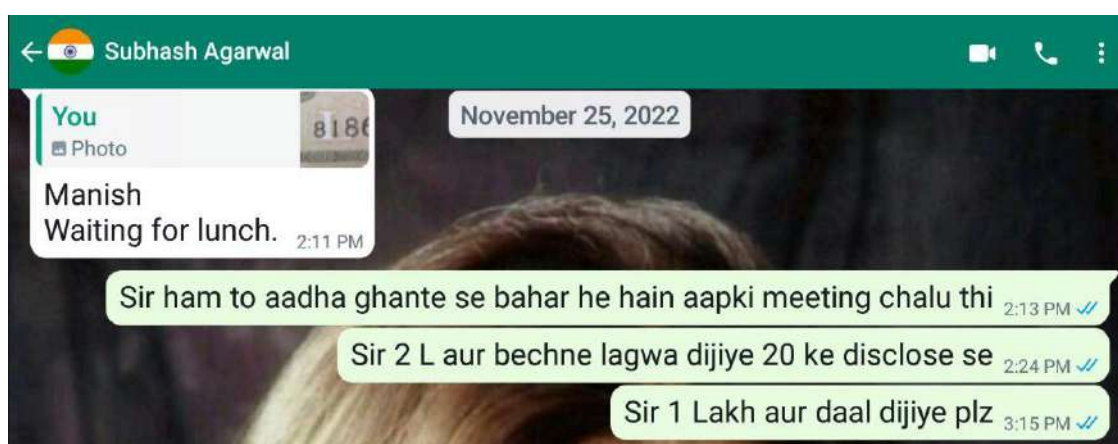 Subhash Agarwal
You
Photo
8186
November 25, 2022
Manish
Waiting for lunch. 2:11 PM
Sir ham to aadha ghante se bahar he hain aapki meeting chalu thi 2:13 PM
Sir 2 L aur bechne lagwa dijiye 20 ke disclose se 2:24 PM
Sir 1 Lakh aur daal dijiye plz 3:15 PM